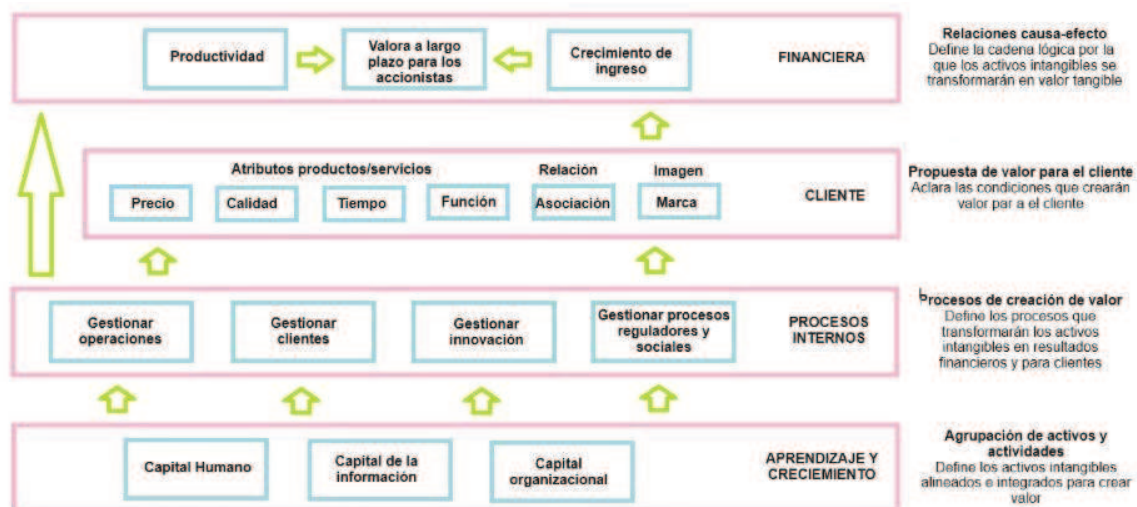 Productividad
Valora a largo
plazo para los
accionistas
Crecimiento de
ingreso
FINANCIERA
Relaciones causa-efecto
Define la cadena lógica por la
que los activos intangibles se
transformarán en valor tangible
Atributos productos/servicios
Relación
Imagen
Precio
Calidad
Tiempo
Función
Asociación
Marca
CLIENTE
Propuesta de valor para el cliente
Aclara las condiciones que crearán
valor par a el cliente
Gestionar
operaciones
Gestionar
clientes
Gestionar
innovación
Gestionar procesos
reguladores y
sociales
PROCESOS
INTERNOS
Procesos de creación de valor
Define los procesos que
transformarán los activos
intangibles en resultados
financieros y para clientes
Capital Humano
Capital de la
información
Capital
organizacional
APRENDIZAJE Y
CRECIEMIENTO
Agrupación de activos y
actividades
Define los activos intangibles
alineados e integrados para crear
valor